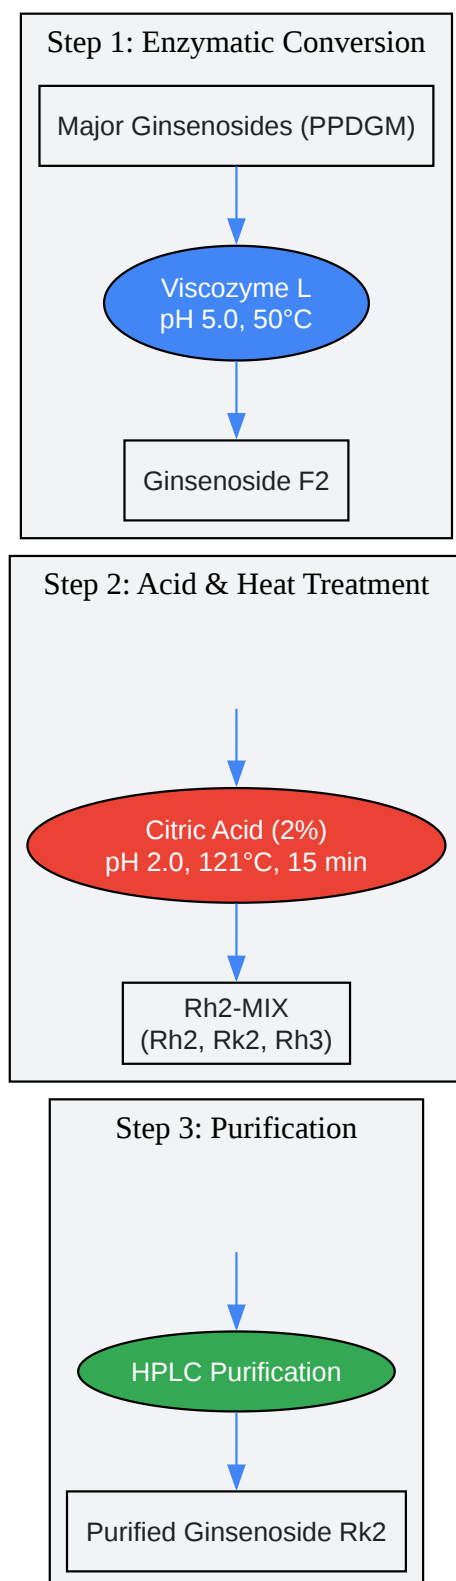 Step 1: Enzymatic Conversion
Major Ginsenosides (PPDGM)
Viscozyme L
pH 5.0, 50°C
Ginsenoside F2
Step 2: Acid & Heat Treatment
Citric Acid (2%)
pH 2.0, 121°C, 15 min
Rh2-MIX
(Rh2, Rk2, Rh3)
Step 3: Purification
HPLC Purification
Purified Ginsenoside Rk2